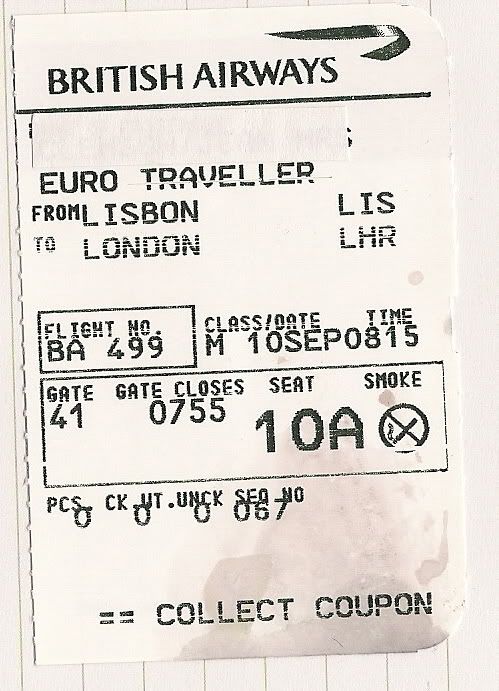 BRITISH AIRWAYS
EURO TRAVELLER
FROM LISBON LIS
TO LONDON LHR
FLIGHT NO. CLASS/DATE TIME
BA 499 M 10SEP0815
GATE GATE CLOSES SEAT SMOKE
41 0755 10A
PCS. CK.WT.UNCK SEQ NO
0 0 0 067
== COLLECT COUPON